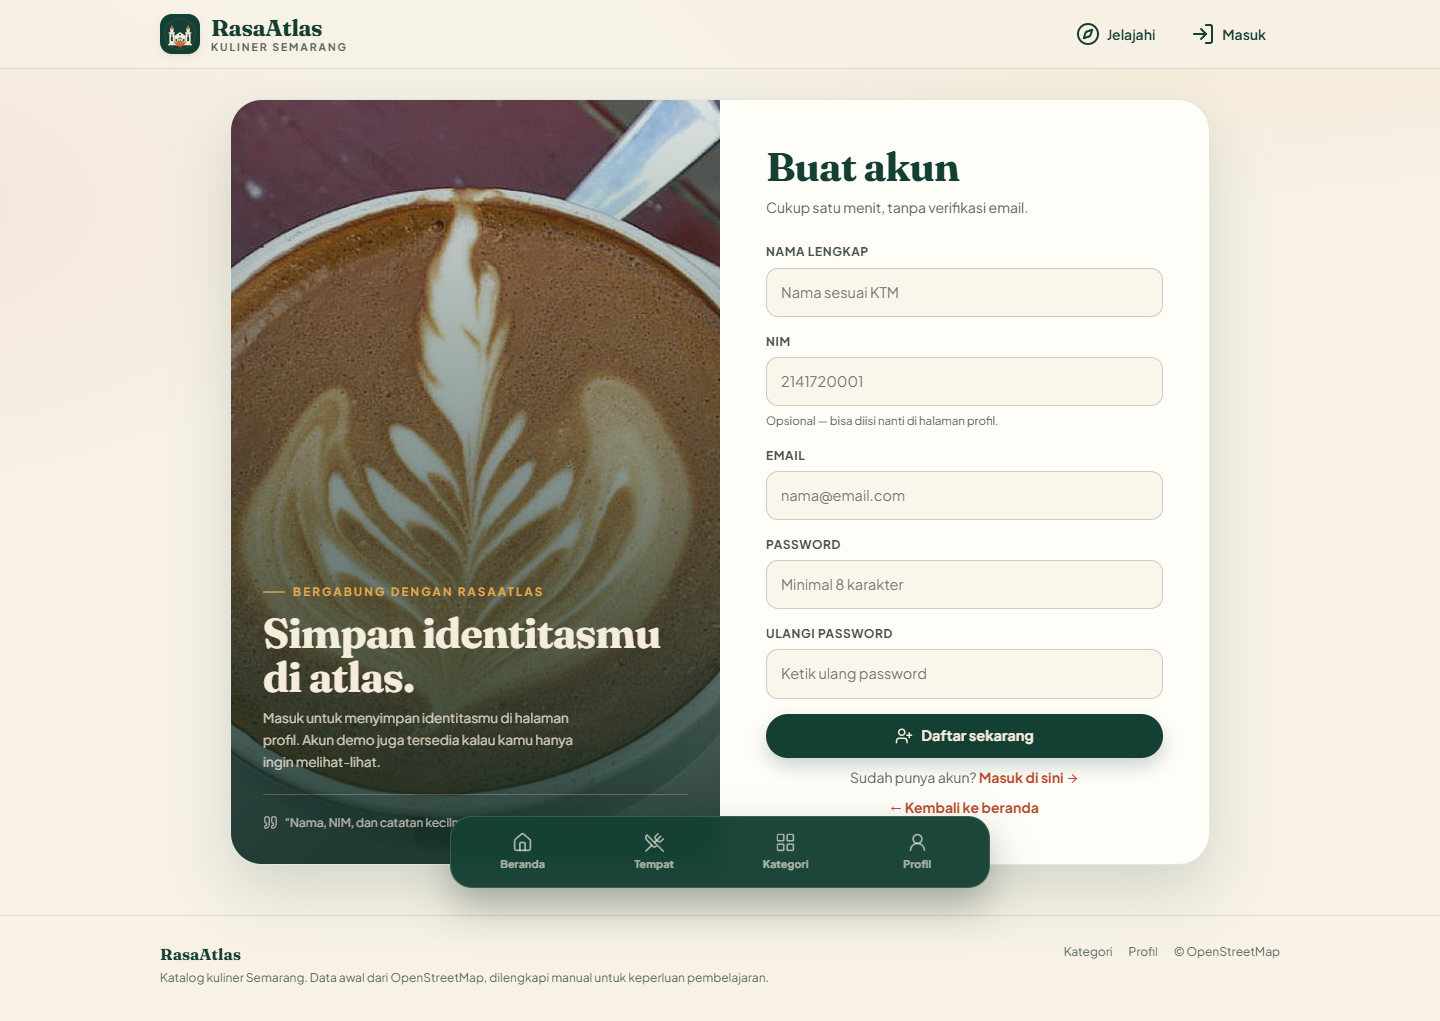 RasaAtlas
KULINER SEMARANG
Jelajahi
Masuk
BERGABUNG DENGAN RASAATLAS
Simpan identitasmu
di atlas.
Masuk untuk menyimpan identitasmu di halaman
profil. Akun demo juga tersedia kalau kamu hanya
ingin melihat-lihat.
"Nama, NIM, dan catatan
Buat akun
Cukup satu menit, tanpa verifikasi email.
NAMA LENGKAP
Nama sesuai KTM
NIM
2141720001
Opsional — bisa diisi nanti di halaman profil.
EMAIL
nama@email.com
PASSWORD
Minimal 8 karakter
ULANGI PASSWORD
Ketik ulang password
Daftar sekarang
Sudah punya akun? Masuk di sini →
← Kembali ke beranda
Beranda
Tempat
Kategori
Profil
RasaAtlas
Katalog kuliner Semarang. Data awal dari OpenStreetMap, dilengkapi manual untuk keperluan pembelajaran.
Kategori
Profil
© OpenStreetMap